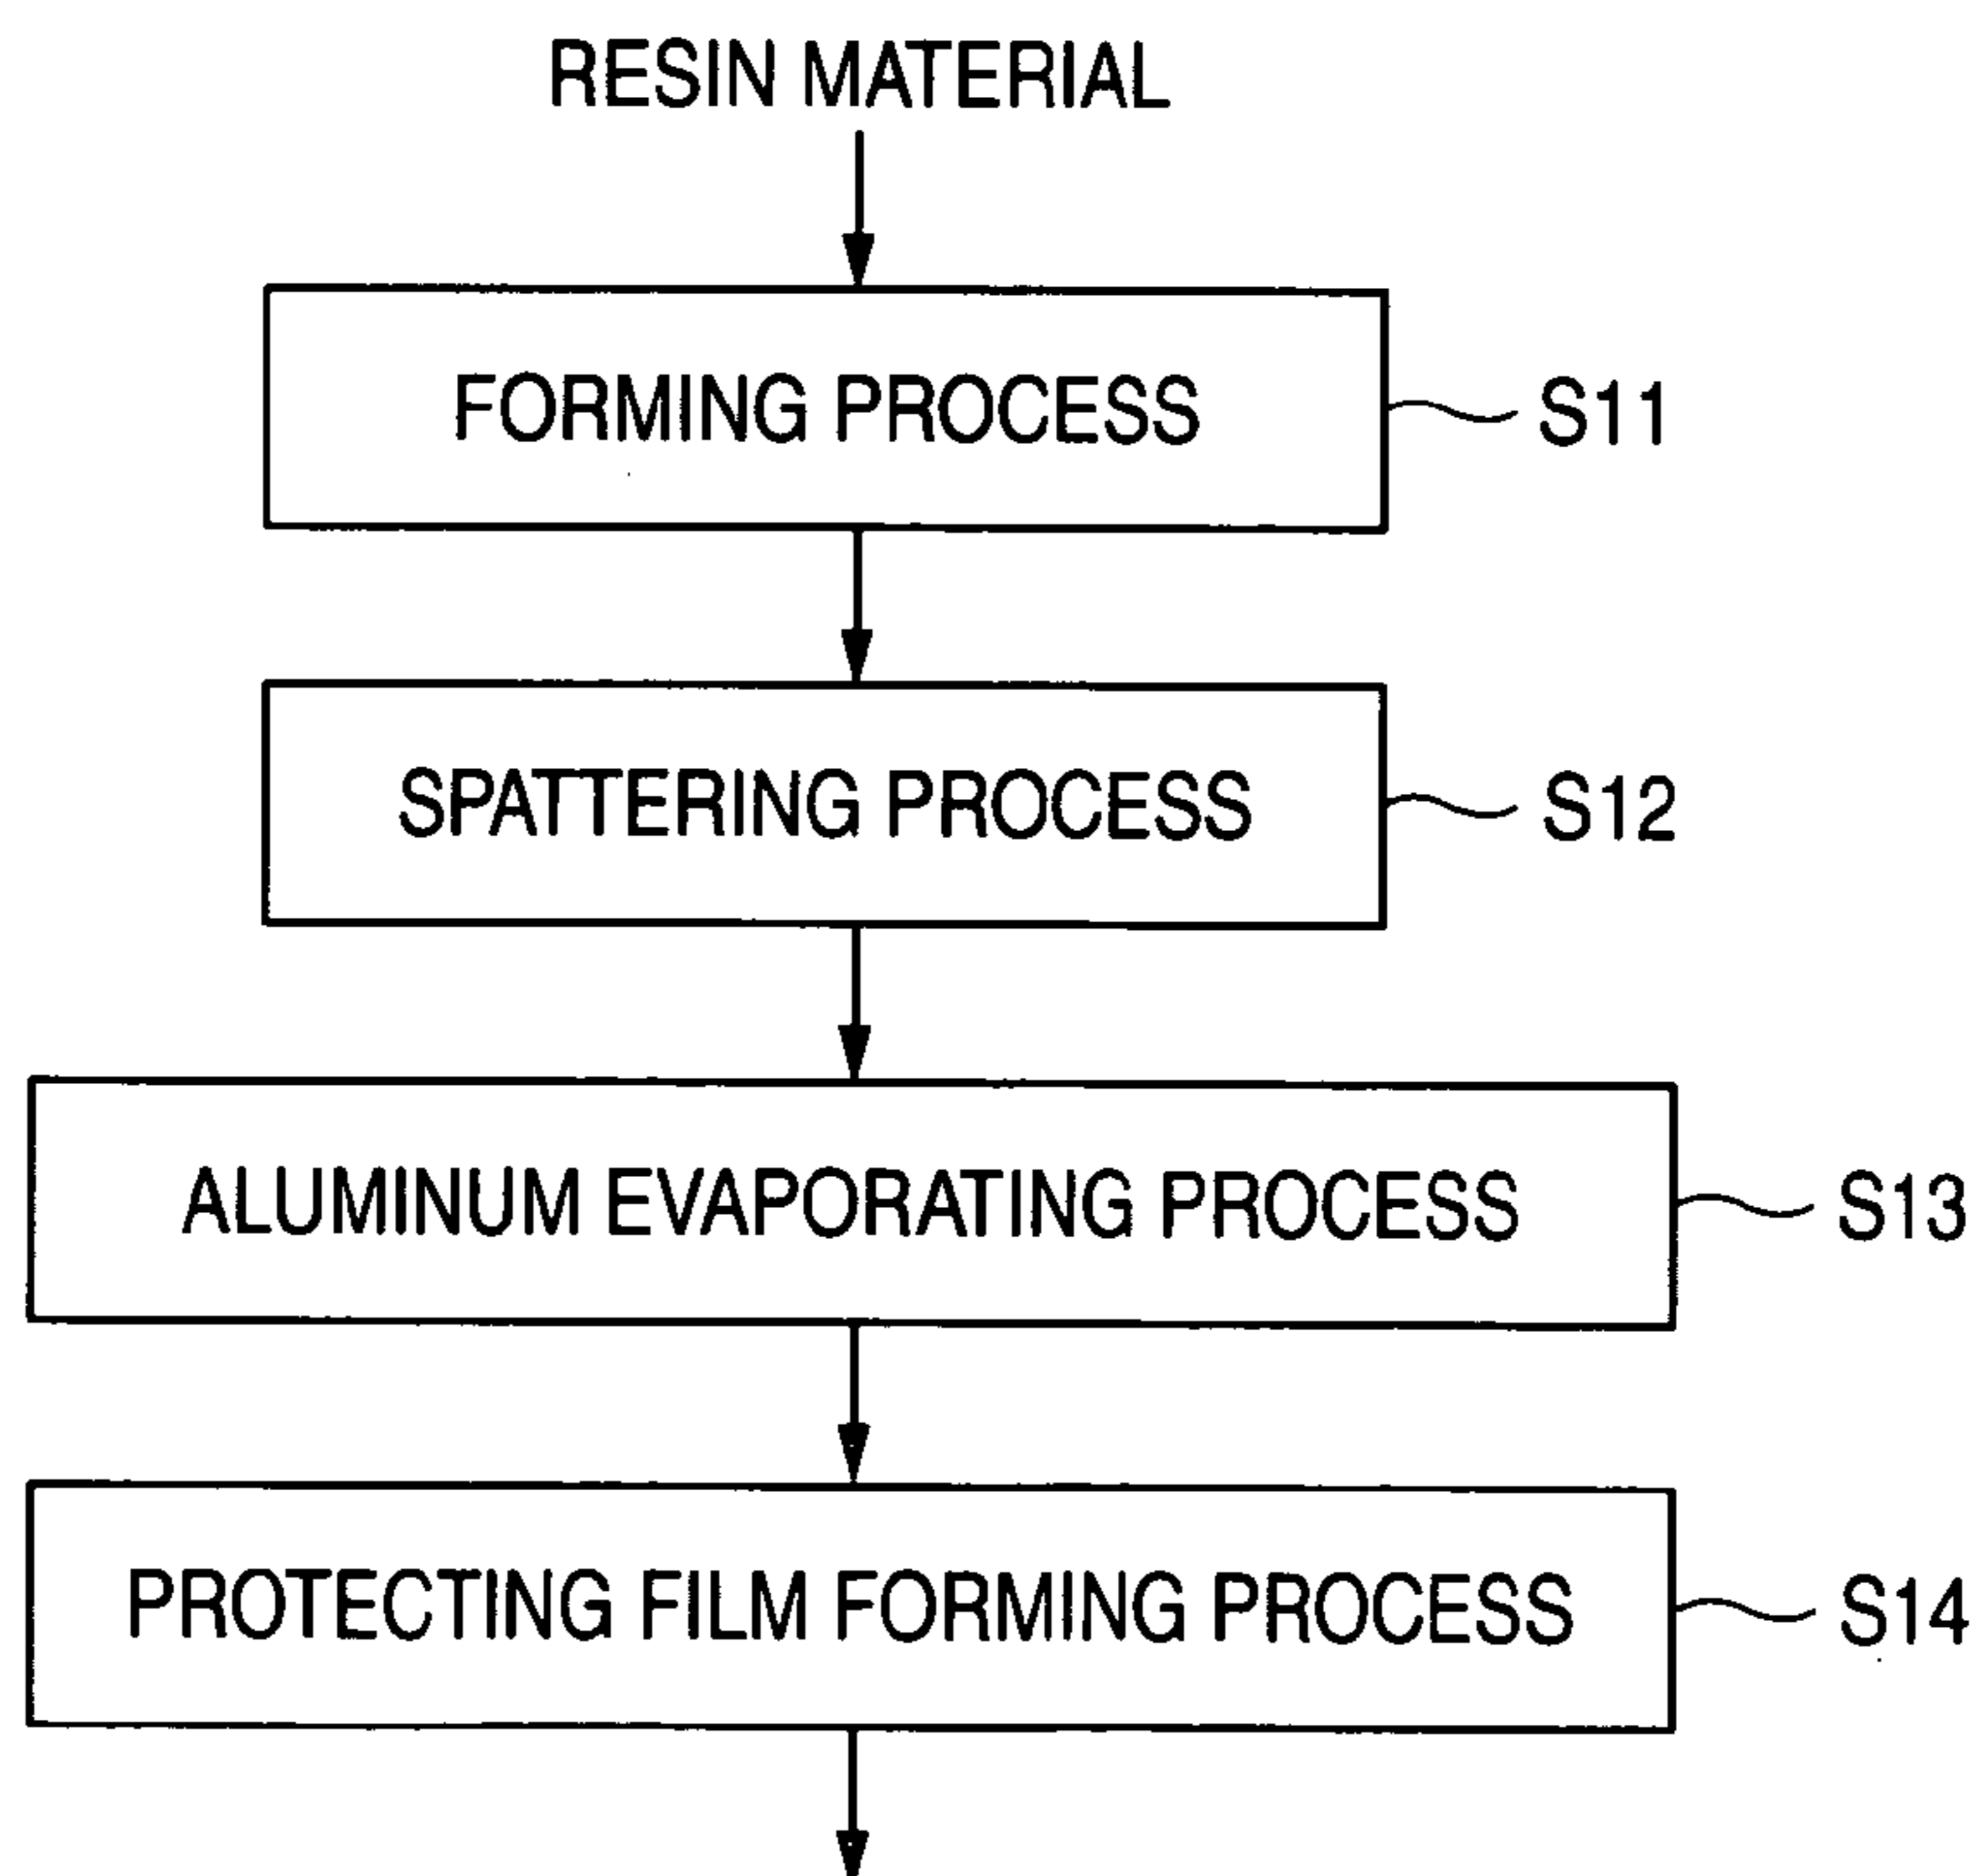 RESIN MATERIAL
FORMING PROCESS
S11
SPATTERING PROCESS
S12
ALUMINUM EVAPORATING PROCESS
S13
PROTECTING FILM FORMING PROCESS
S14